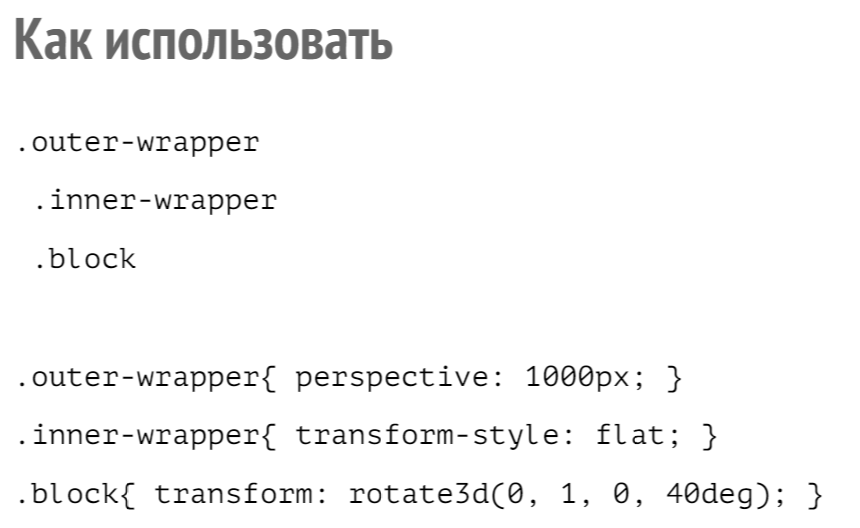 Как использовать
.outer-wrapper
.inner-wrapper
.block
.outer-wrapper{ perspective: 1000px; }
.inner-wrapper{ transform-style: flat; }
.block{ transform: rotate3d(0, 1, 0, 40deg); }